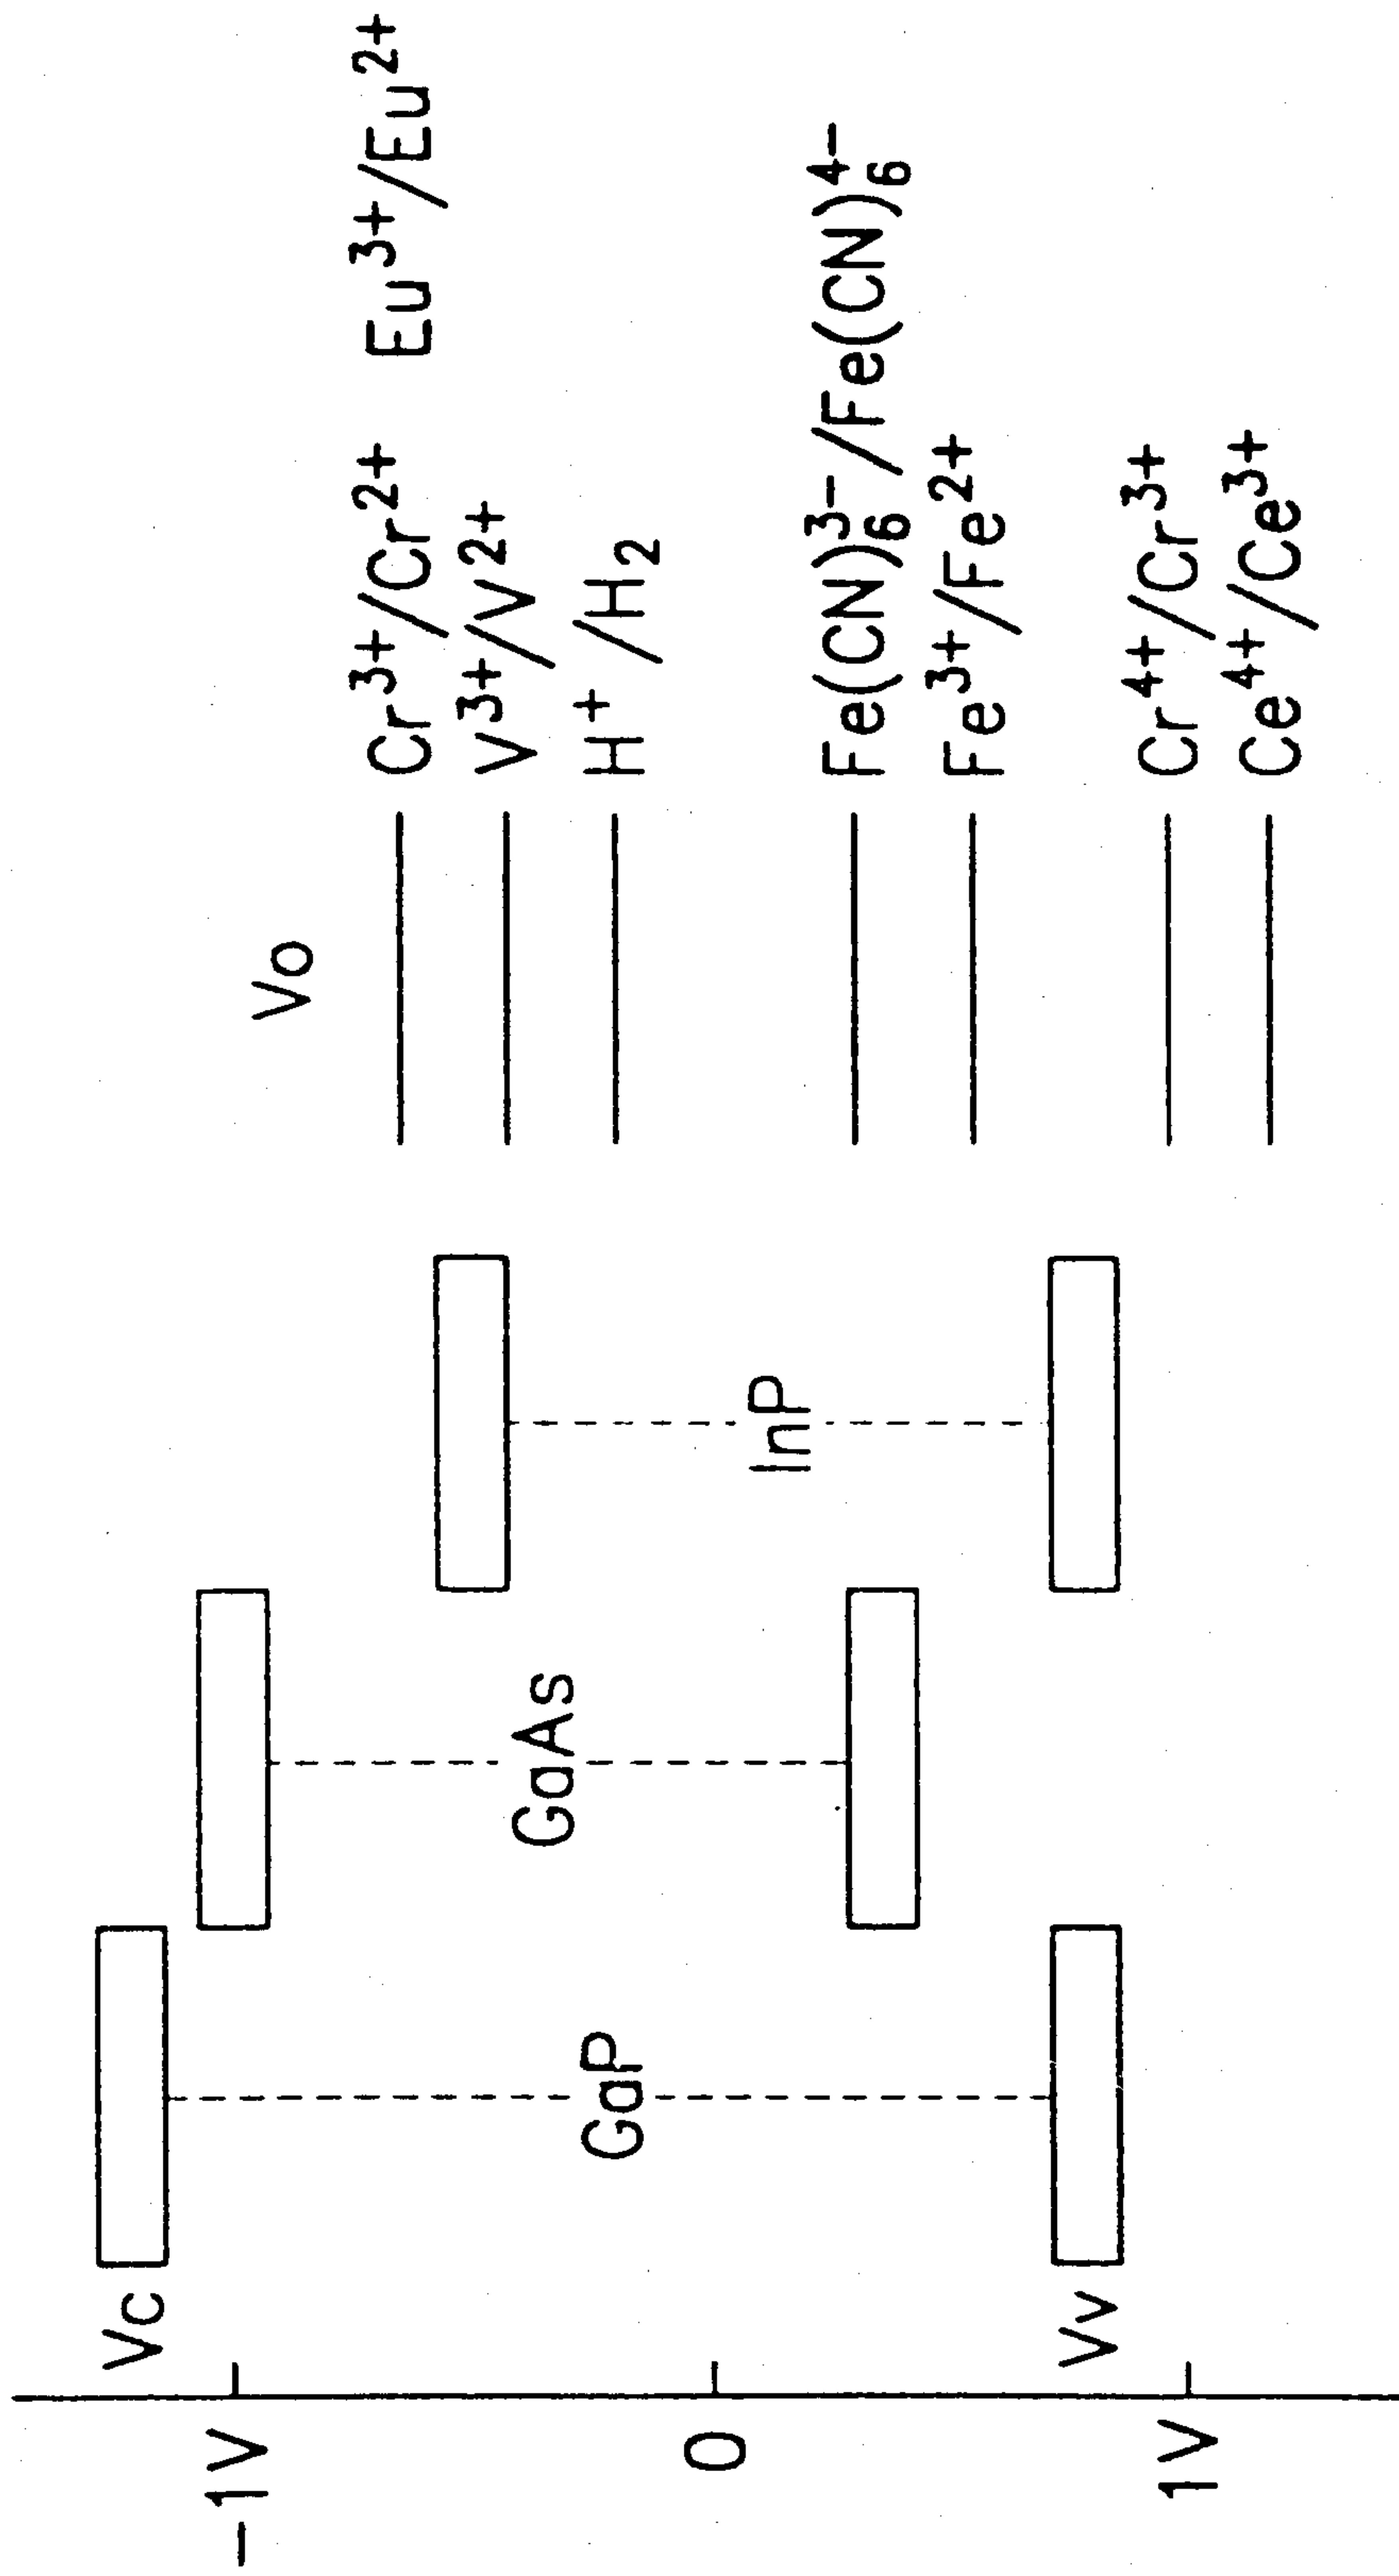 Vo
Vc
-1V
Cr³⁺/Cr²⁺ Eu³⁺/Eu²⁺
V³⁺/V²⁺
GaAs
H⁺/H₂
GaP
0
InP
Fe(CN)₆³⁻/Fe(CN)₆⁴⁻
Fe³⁺/Fe²⁺
Vv
Cr⁴⁺/Cr³⁺
1V
Ce⁴⁺/Ce³⁺